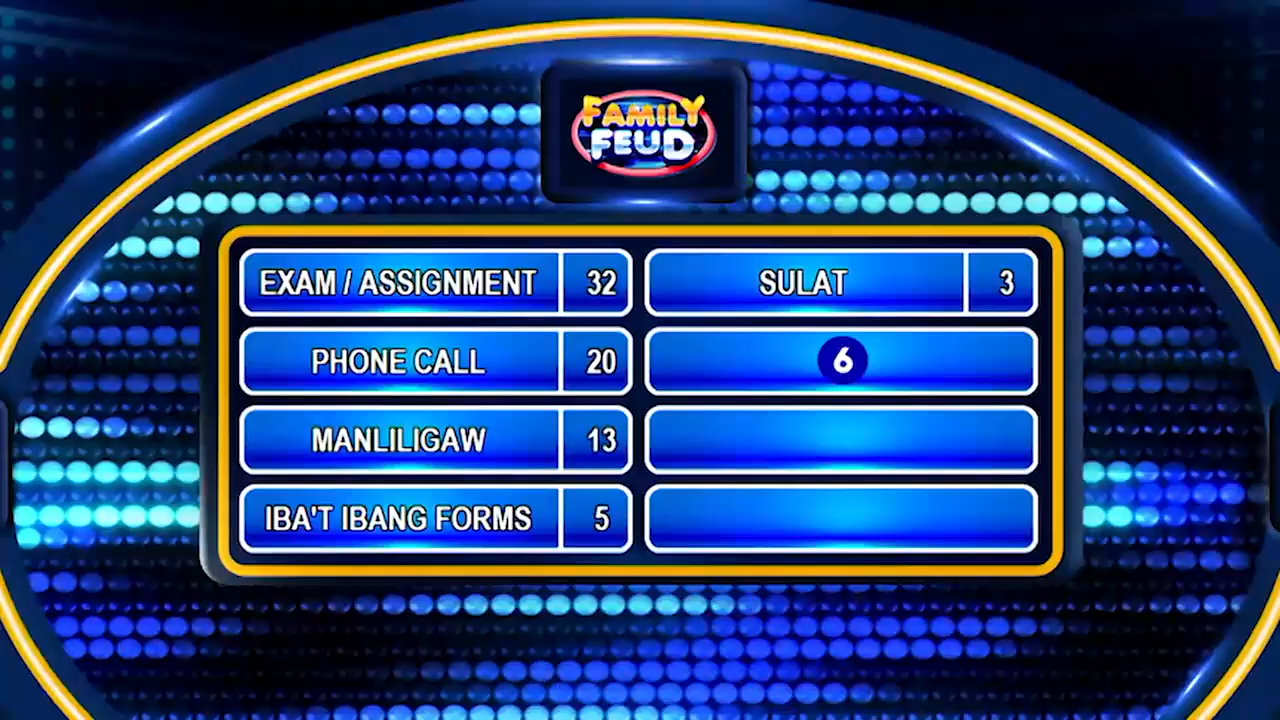 FAMILY
FEUD
EXAM / ASSIGNMENT 32
PHONE CALL 20
MANLILIGAW 13
IBA'T IBANG FORMS 5
SULAT 3
6